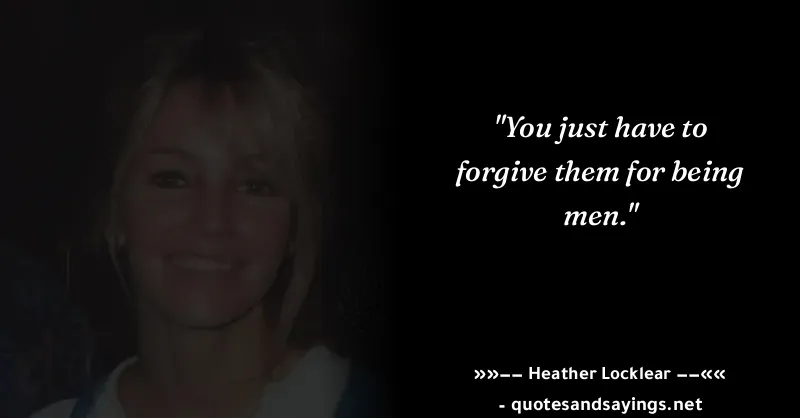 "You just have to
forgive them for being
men."
»»–– Heather Locklear ––««
- quotesandsayings.net